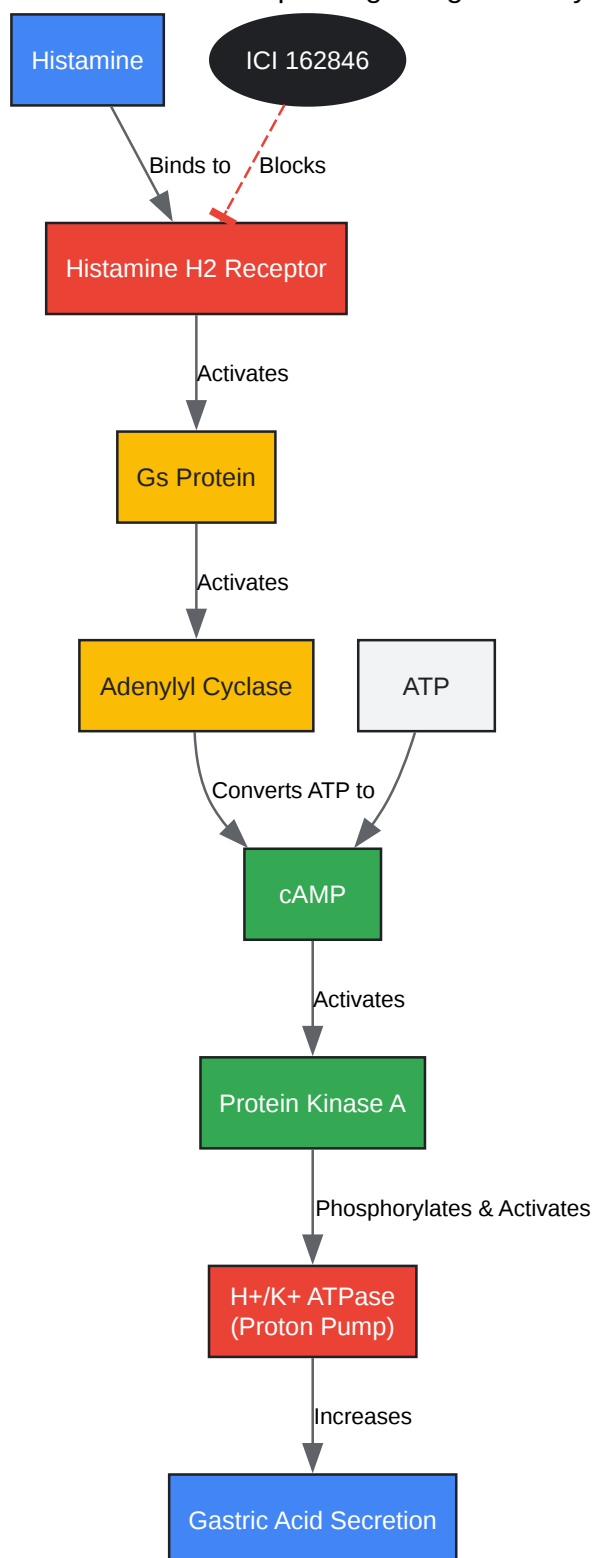 Histamine
ICI 162846
Binds to
Blocks
Histamine H2 Receptor
Activates
Gs Protein
Activates
Adenylyl Cyclase
ATP
Converts ATP to
cAMP
Activates
Protein Kinase A
Phosphorylates & Activates
H+/K+ ATPase
(Proton Pump)
Increases
Gastric Acid Secretion